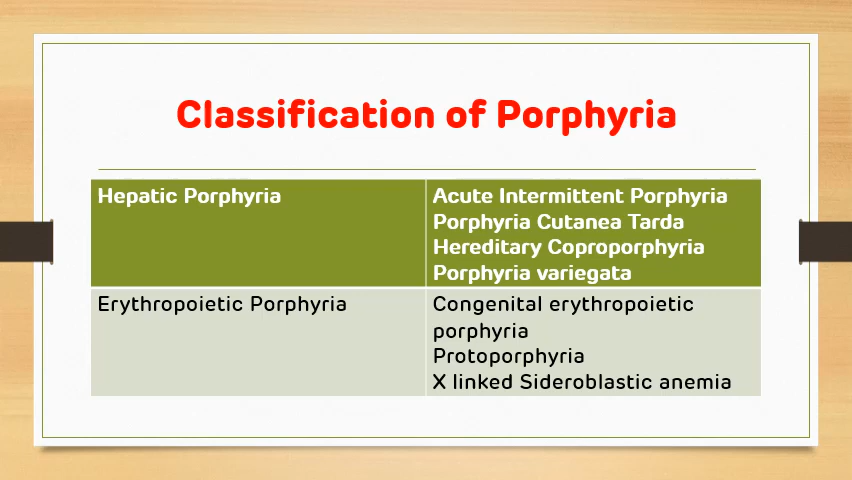 Classification of Porphyria
Hepatic Porphyria
Acute Intermittent Porphyria
Porphyria Cutanea Tarda
Hereditary Coproporphyria
Porphyria variegata
Erythropoietic Porphyria
Congenital erythropoietic
porphyria
Protoporphyria
X linked Sideroblastic anemia